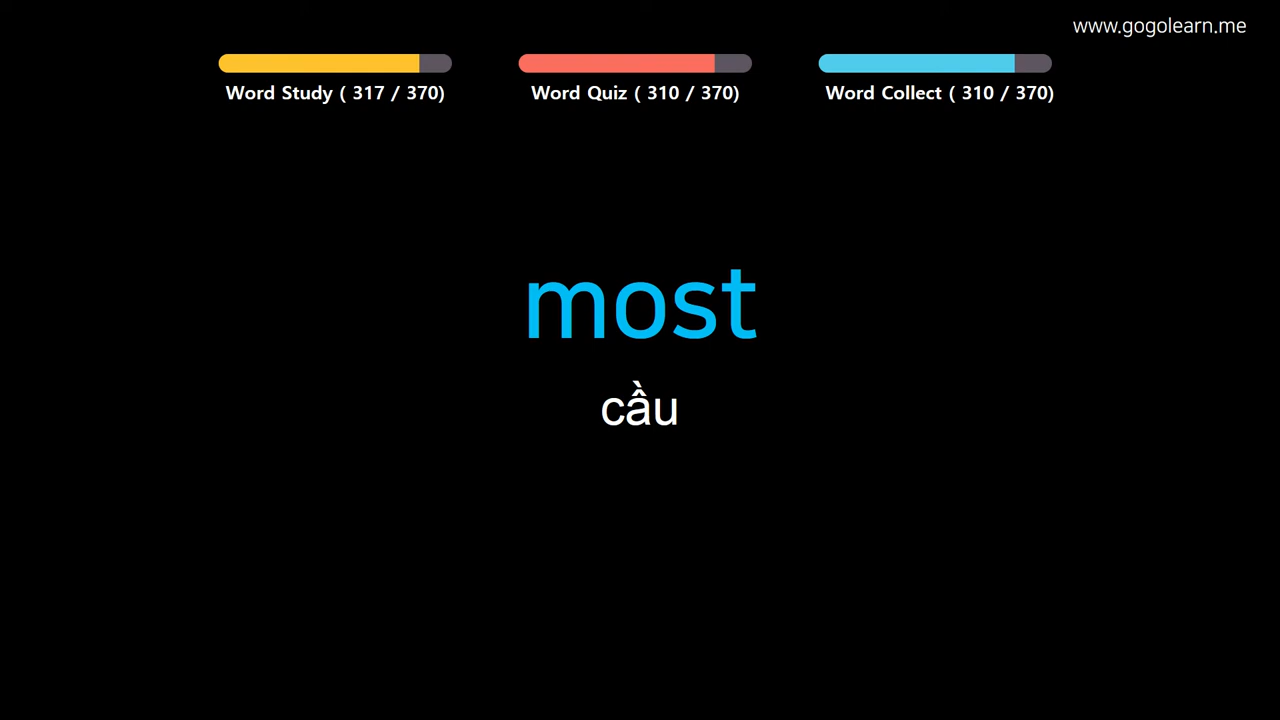 www.gogolearn.me
Word Study ( 317 / 370)
Word Quiz ( 310 / 370)
Word Collect ( 310 / 370)
most
cầu